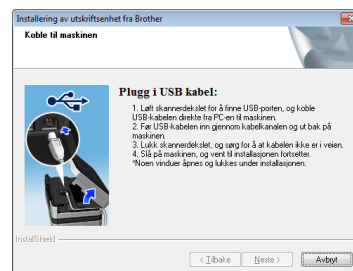 Installering av utskriftsenhet fra Brother
Koble til maskinen
Plugg i USB kabel:
1. Løft skannerdekslet for å finne USB-porten, og koble
USB-kabelen direkte fra PC-en til maskinen.
2. Før USB-kabelen inn gjennom kabelkanalen og ut bak på
maskinen.
3. Lukk skannerdekslet, og sørg for å at kabelen ikke er i veien.
4. Slå på maskinen, og vent til installasjonen fortsetter.
*Noen vinduer åpnes og lukkes under installasjonen.
InstallShield
< Tilbake
Neste >
Avbryt